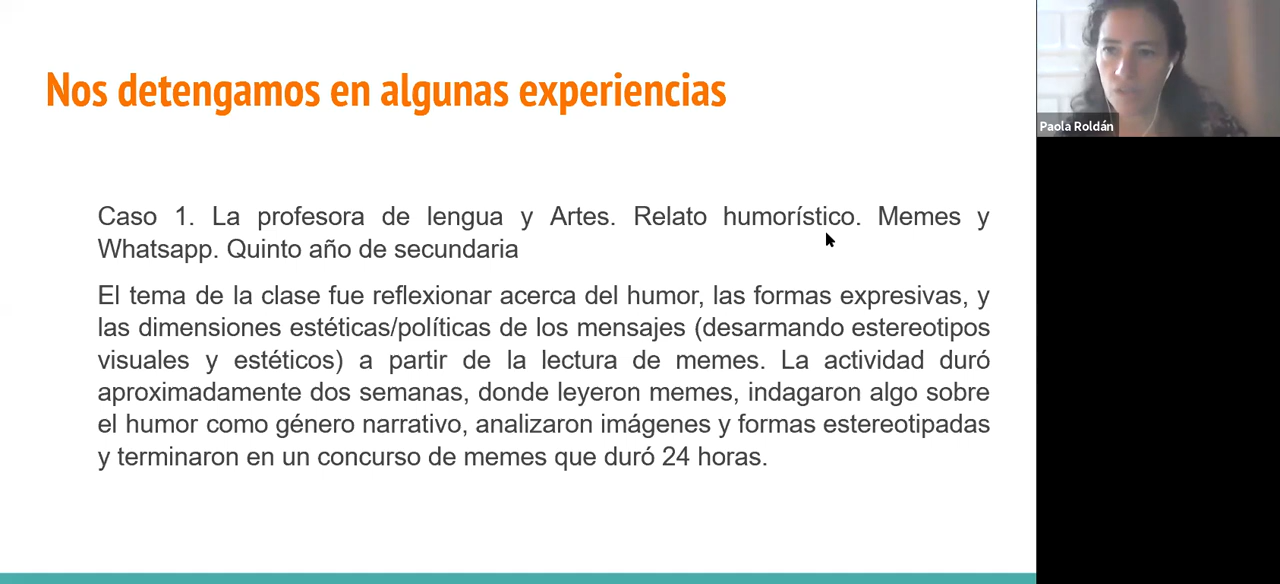 Nos detengamos en algunas experiencias
Paola Roldán
Caso 1. La profesora de lengua y Artes. Relato humorístico. Memes y
Whatsapp. Quinto año de secundaria
El tema de la clase fue reflexionar acerca del humor, las formas expresivas, y
las dimensiones estéticas/políticas de los mensajes (desarmando estereotipos
visuales y estéticos) a partir de la lectura de memes. La actividad duró
aproximadamente dos semanas, donde leyeron memes, indagaron algo sobre
el humor como género narrativo, analizaron imágenes y formas estereotipadas
y terminaron en un concurso de memes que duró 24 horas.